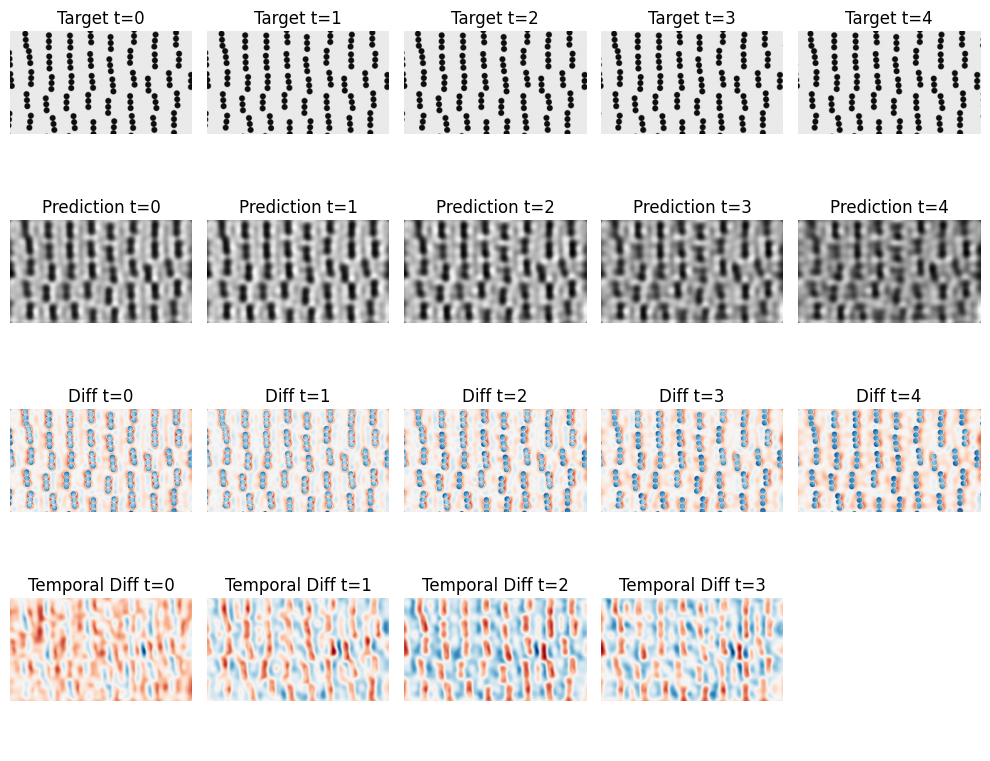 Target t=0 Target t=1 Target t=2 Target t=3 Target t=4
Prediction t=0 Prediction t=1 Prediction t=2 Prediction t=3 Prediction t=4
Diff t=0 Diff t=1 Diff t=2 Diff t=3 Diff t=4
Temporal Diff t=0 Temporal Diff t=1 Temporal Diff t=2 Temporal Diff t=3